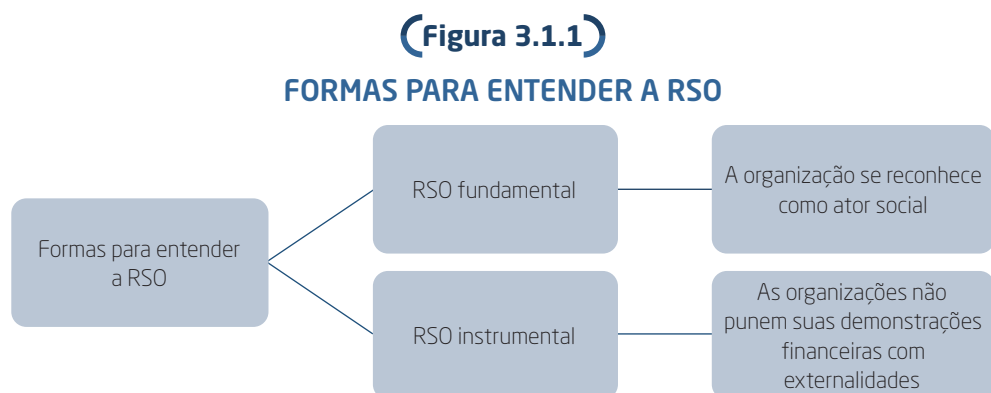 Figura 3.1.1
FORMAS PARA ENTENDER A RSO
Formas para entender
a RSO
RSO fundamental
A organização se reconhece
como ator social
RSO instrumental
As organizações não
punem suas demonstrações
financeiras com
externalidades